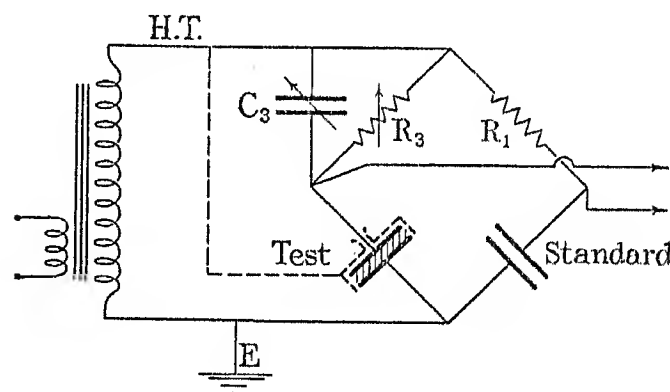 H.T.
C₃
R₃
R₁
Test
Standard
E